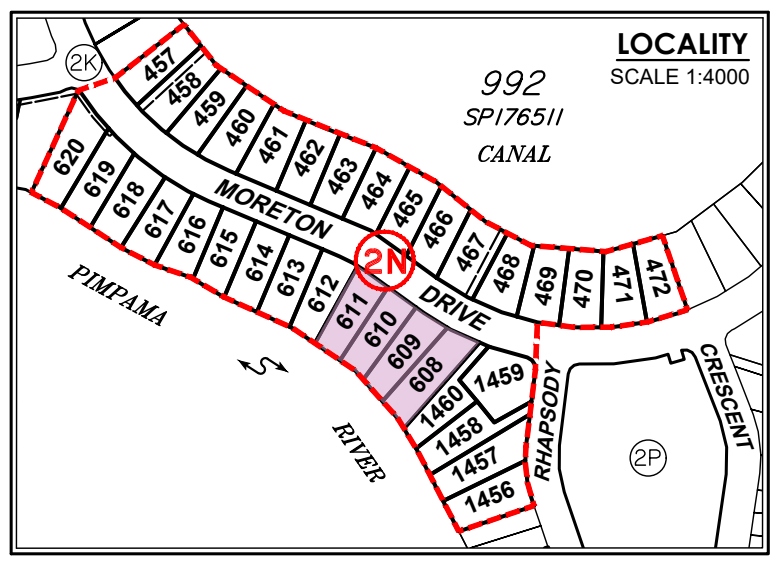 LOCALITY
SCALE 1:4000
992
SP176511
CANAL
2K
457
458
459
460
461
462
463
464
465
466
467
468
469
470
471
472
620
619
618
617
616
615
614
613
612
611
610
609
608
1460
1459
1458
1457
1456
MORETON
DRIVE
2N
PIMPAMA
RIVER
RHAPSODY
CRESCENT
2P